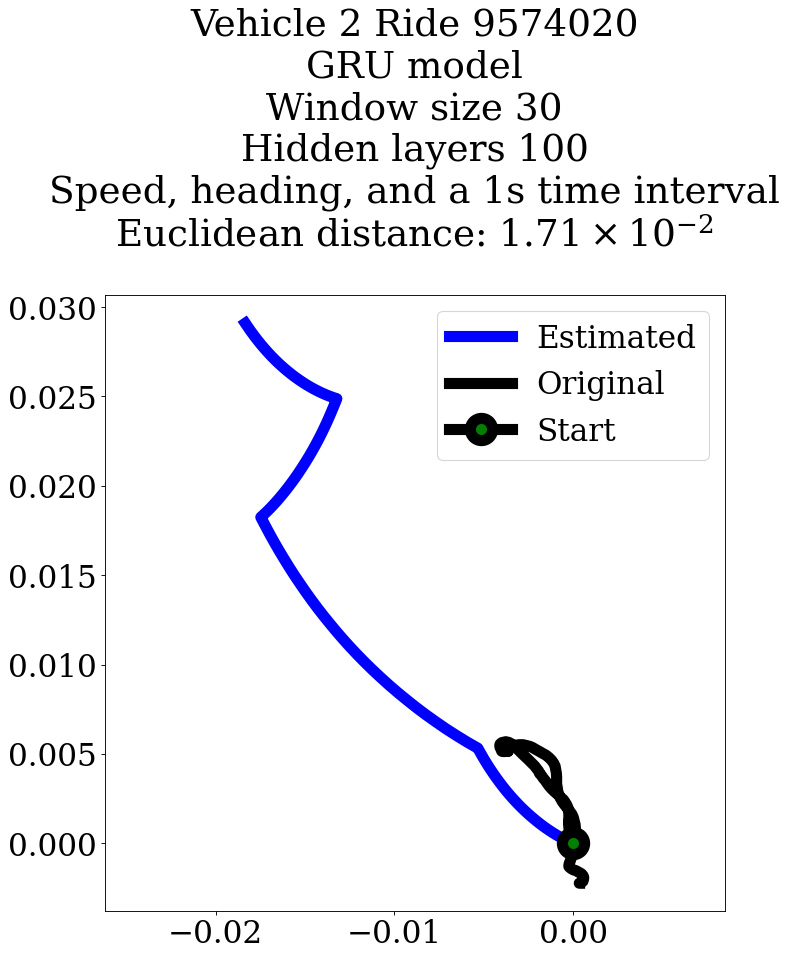 Vehicle 2 Ride 9574020
GRU model
Window size 30
Hidden layers 100
Speed, heading, and a 1s time interval
Euclidean distance: 1.71 × 10⁻²
0.030
0.025
0.020
0.015
0.010
0.005
0.000
Estimated
Original
Start
−0.02
−0.01
0.00